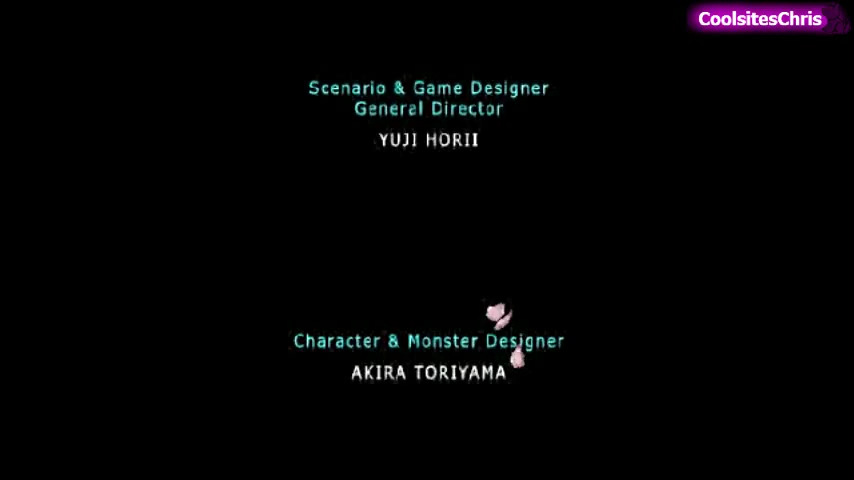 CoolsitesChris
Scenario & Game Designer
General Director
YUJI HORII
Character & Monster Designer
AKIRA TORIYAMA